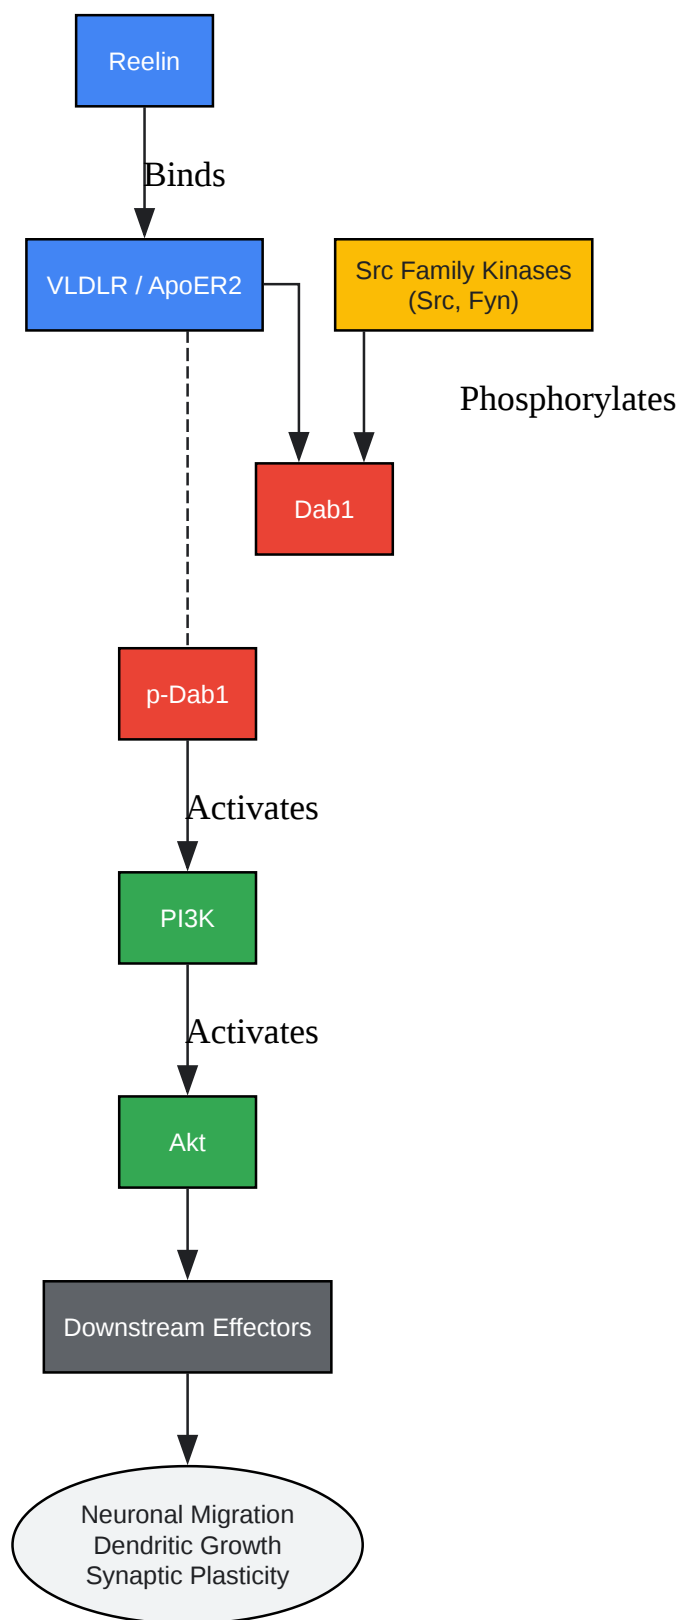 Reelin
Binds
VLDLR / ApoER2
Src Family Kinases
(Src, Fyn)
Phosphorylates
Dab1
p-Dab1
Activates
PI3K
Activates
Akt
Downstream Effectors
Neuronal Migration
Dendritic Growth
Synaptic Plasticity